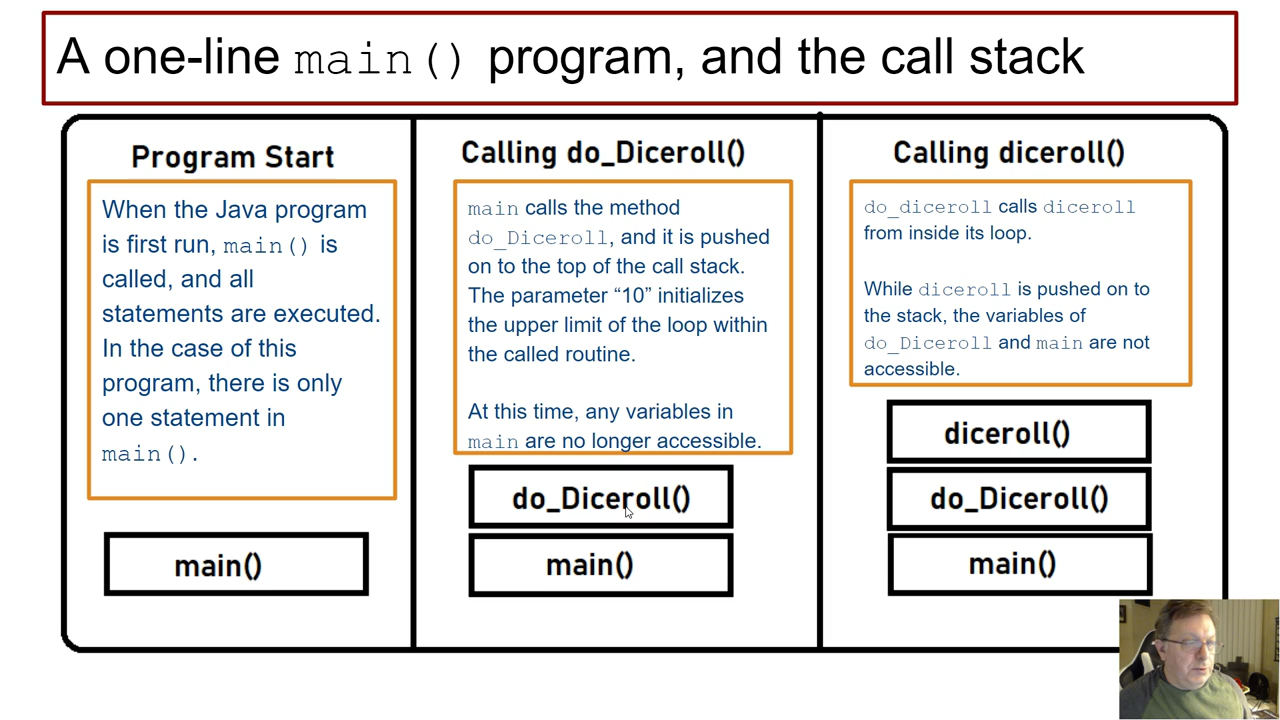 A one-line main() program, and the call stack
Program Start
When the Java program
is first run, main() is
called, and all
statements are executed.
In the case of this
program, there is only
one statement in
main().
main()
Calling do_Diceroll()
main calls the method
do_Diceroll, and it is pushed
on to the top of the call stack.
The parameter “10” initializes
the upper limit of the loop within
the called routine.
At this time, any variables in
main are no longer accessible.
do_Diceroll()
main()
Calling diceroll()
do_diceroll calls diceroll
from inside its loop.
While diceroll is pushed on to
the stack, the variables of
do_Diceroll and main are not
accessible.
diceroll()
do_Diceroll()
main()